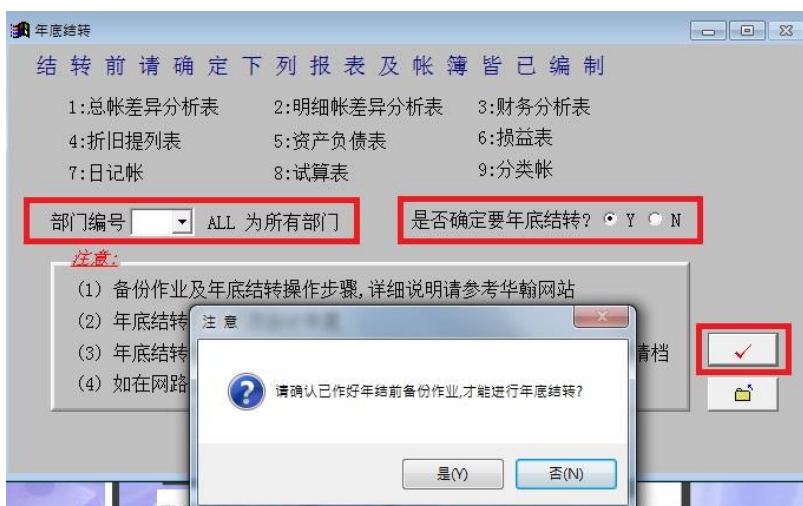 年底结转
结转前请确定下列报表及帐簿皆已编制
1:总帐差异分析表 2:明细帐差异分析表 3:财务分析表
4:折旧提列表 5:资产负债表 6:损益表
7:日记帐 8:试算表 9:分类帐
部门编号 ALL 为所有部门 是否确定要年底结转? Y N
注意:
(1) 备份作业及年底结转操作步骤,详细说明请参考华翰网站
(2) 年底结转
(3) 年底结转 清档
(4) 如在网路
注 意
请确认已作好年结前备份作业,才能进行年底结转?
是(Y) 否(N)